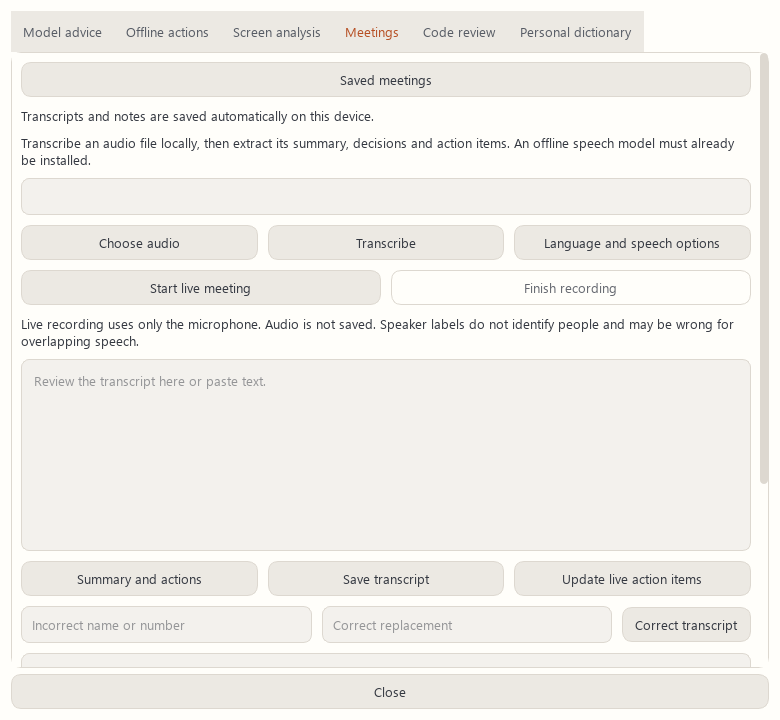 Model advice
Offline actions
Screen analysis
Meetings
Code review
Personal dictionary
Saved meetings
Transcripts and notes are saved automatically on this device.
Transcribe an audio file locally, then extract its summary, decisions and action items. An offline speech model must already
be installed.
Choose audio
Transcribe
Language and speech options
Start live meeting
Finish recording
Live recording uses only the microphone. Audio is not saved. Speaker labels do not identify people and may be wrong for
overlapping speech.
Review the transcript here or paste text.
Summary and actions
Save transcript
Update live action items
Incorrect name or number
Correct replacement
Correct transcript
Close